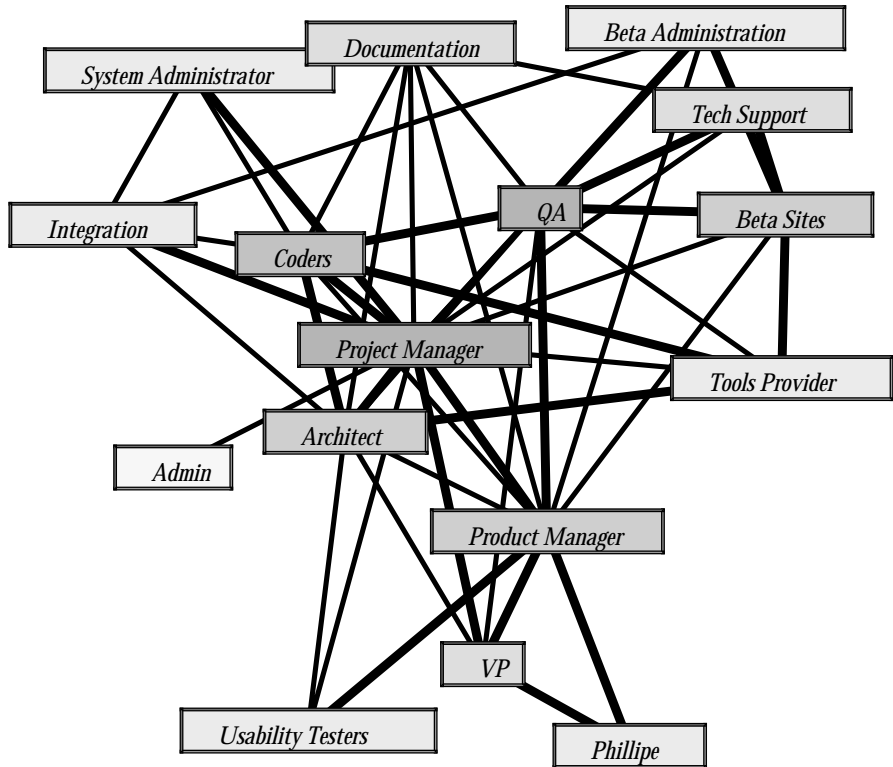 Beta Administration
Documentation
System Administrator
Tech Support
QA
Beta Sites
Integration
Coders
Project Manager
Tools Provider
Architect
Admin
Product Manager
VP
Usability Testers
Phillipe